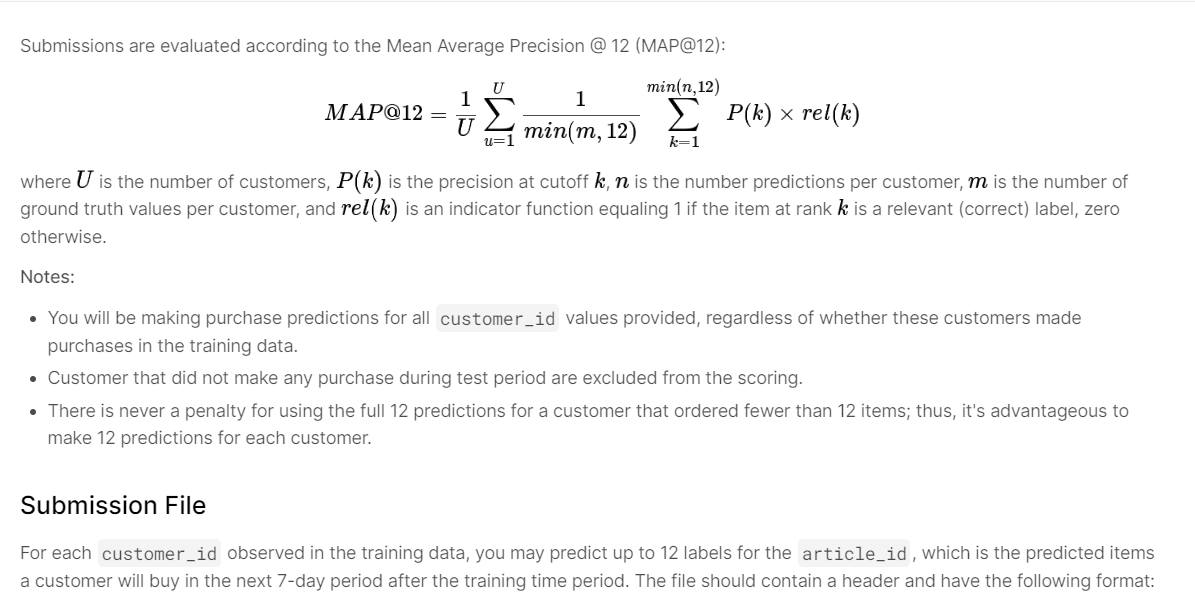 Submissions are evaluated according to the Mean Average Precision @ 12 (MAP@12):
MAP@12 = \frac{1}{U} \sum_{u=1}^{U} \frac{1}{min(m, 12)} \sum_{k=1}^{min(n,12)} P(k) \times rel(k)
where U is the number of customers, P(k) is the precision at cutoff k, n is the number predictions per customer, m is the number of
ground truth values per customer, and rel(k) is an indicator function equaling 1 if the item at rank k is a relevant (correct) label, zero
otherwise.
Notes:
• You will be making purchase predictions for all customer_id values provided, regardless of whether these customers made
purchases in the training data.
• Customer that did not make any purchase during test period are excluded from the scoring.
• There is never a penalty for using the full 12 predictions for a customer that ordered fewer than 12 items; thus, it's advantageous to
make 12 predictions for each customer.
Submission File
For each customer_id observed in the training data, you may predict up to 12 labels for the article_id, which is the predicted items
a customer will buy in the next 7-day period after the training time period. The file should contain a header and have the following format: